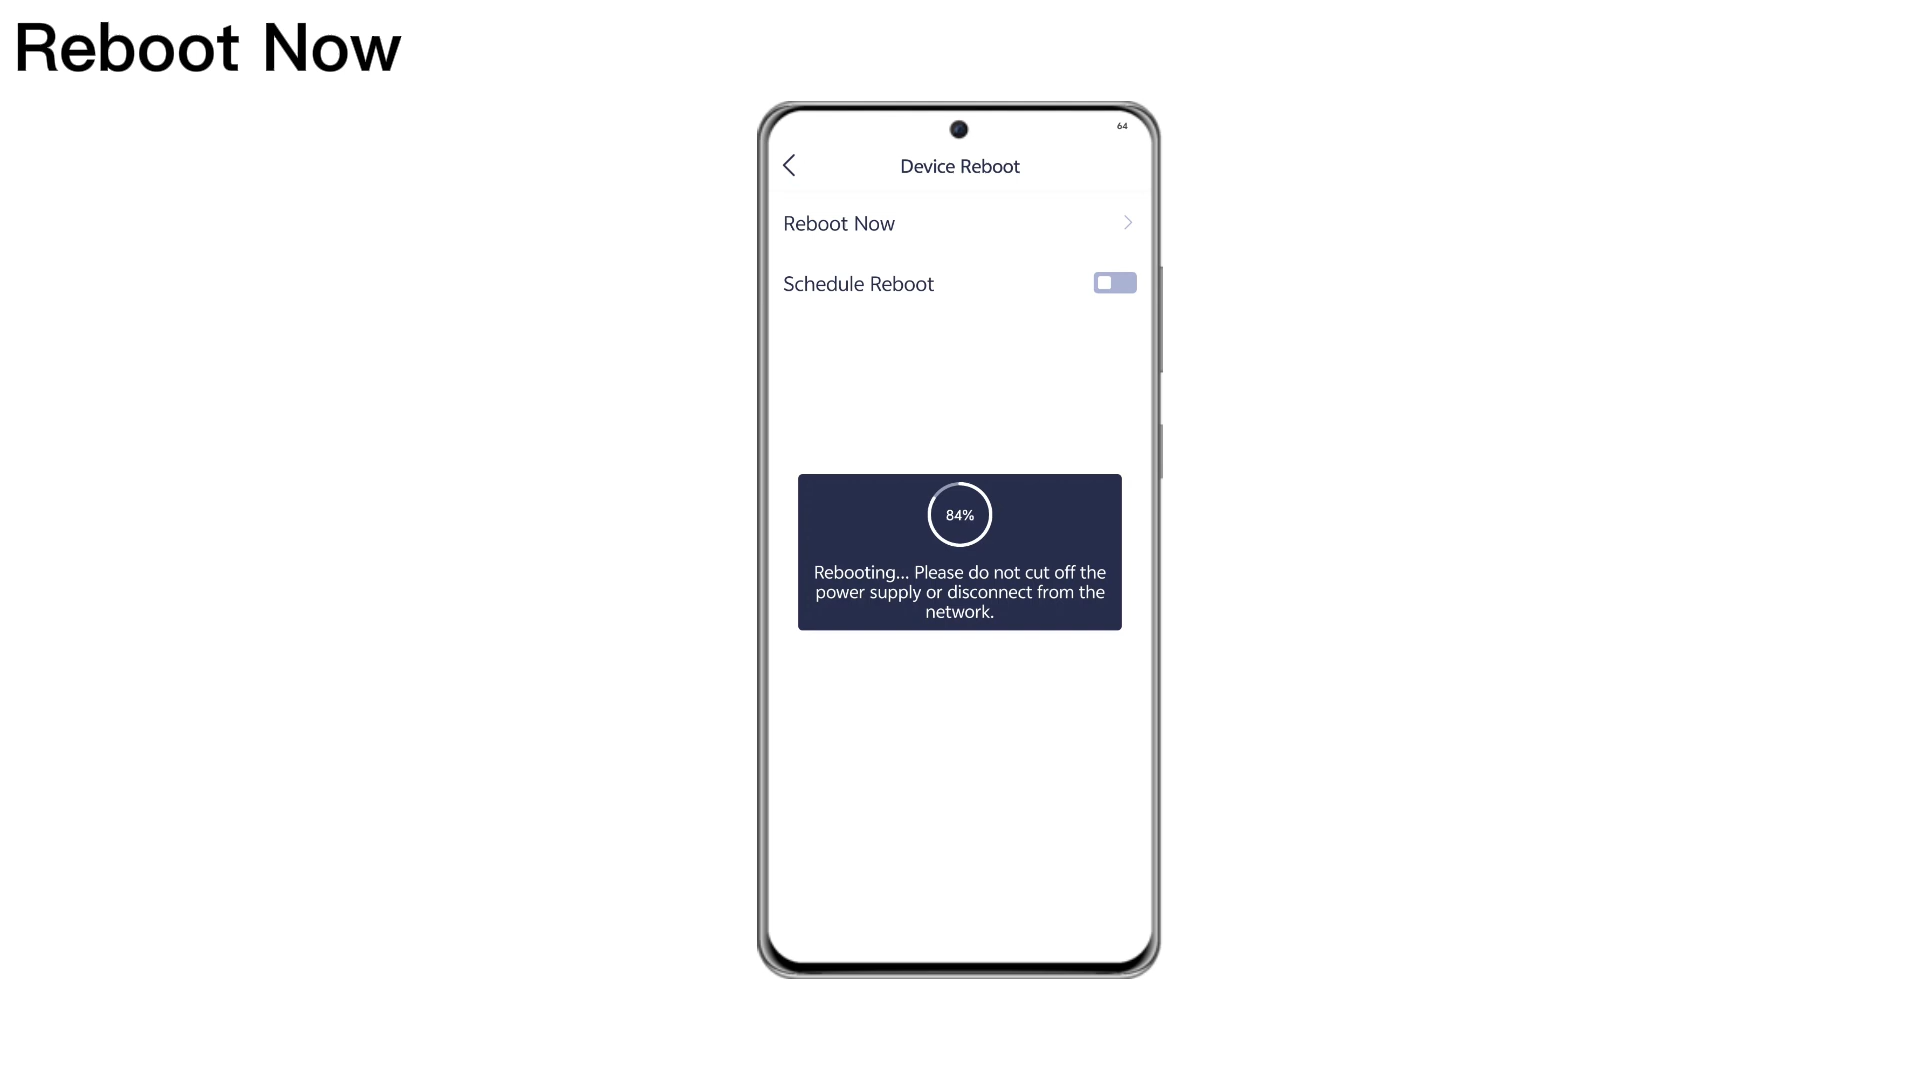 Reboot Now
64
Device Reboot
Reboot Now
Schedule Reboot
84%
Rebooting... Please do not cut off the
power supply or disconnect from the
network.